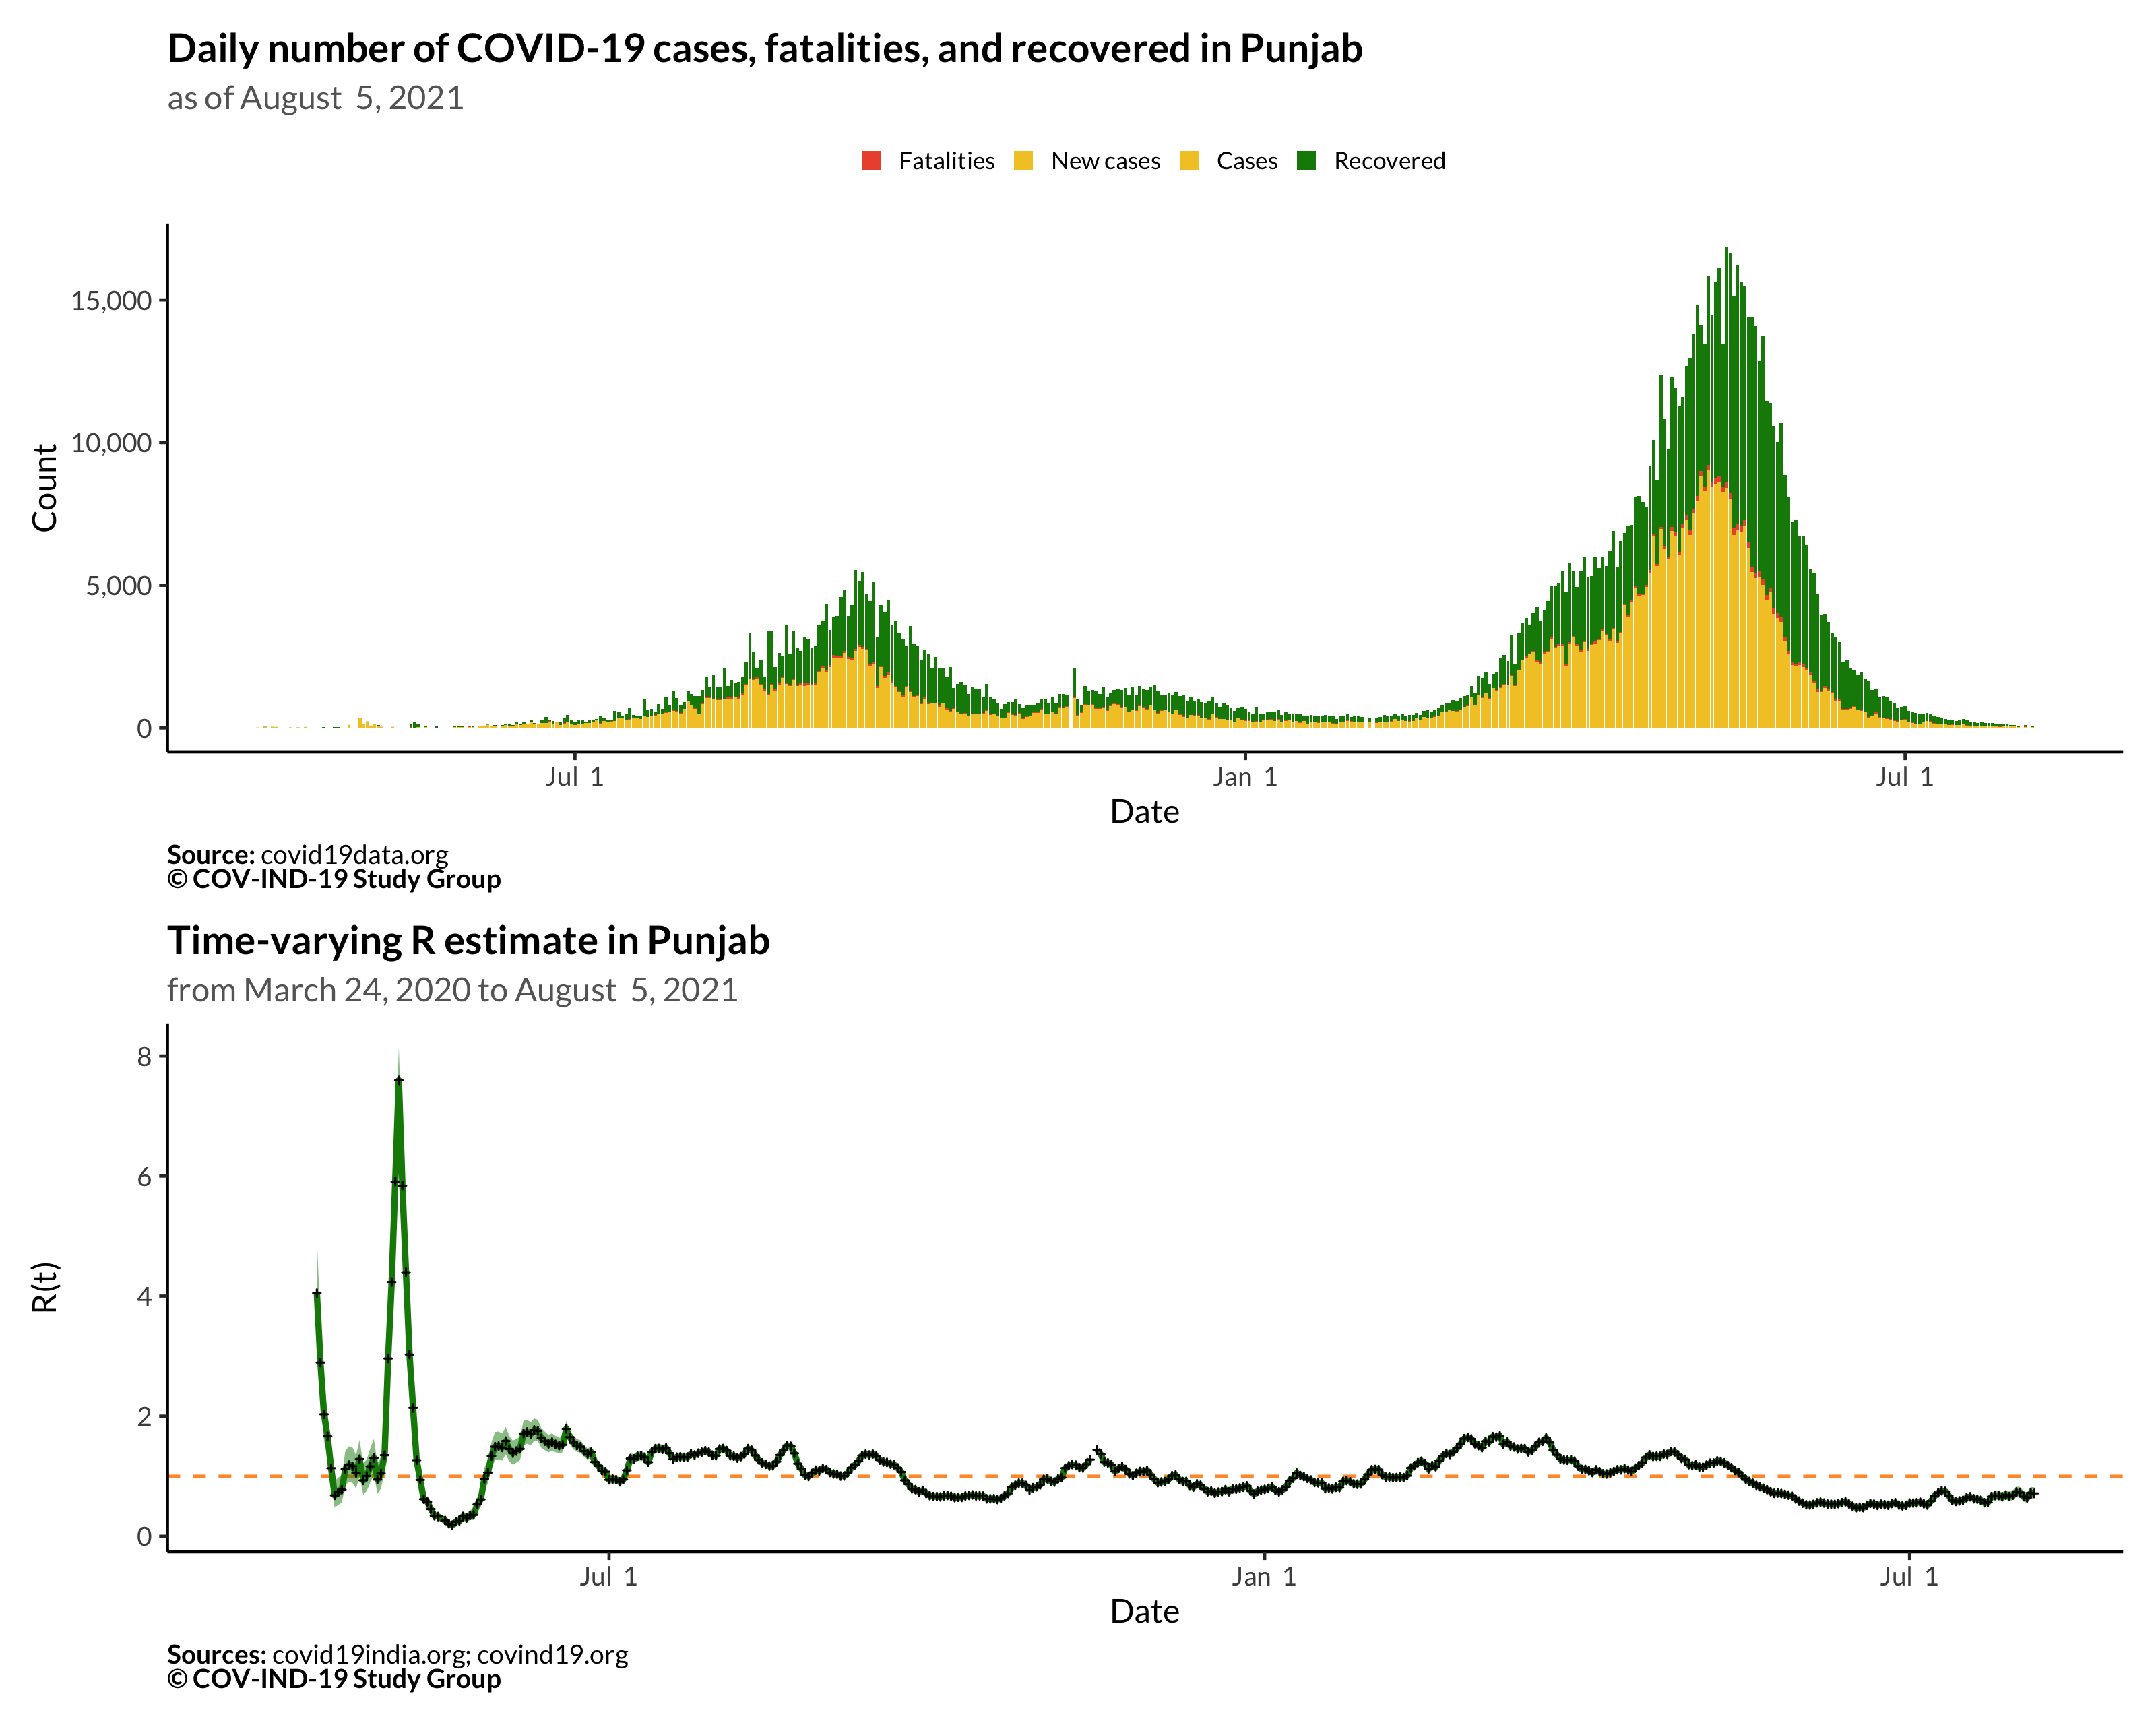 Daily number of COVID-19 cases, fatalities, and recovered in Punjab
as of August  5, 2021
Fatalities New cases Cases Recovered
Count
15,000
10,000
5,000
0
Jul  1 Jan  1 Jul  1
Date
Source: covid19data.org
© COV-IND-19 Study Group
Time-varying R estimate in Punjab
from March 24, 2020 to August  5, 2021
R(t)
8
6
4
2
0
Jul  1 Jan  1 Jul  1
Date
Sources: covid19india.org; covind19.org
© COV-IND-19 Study Group